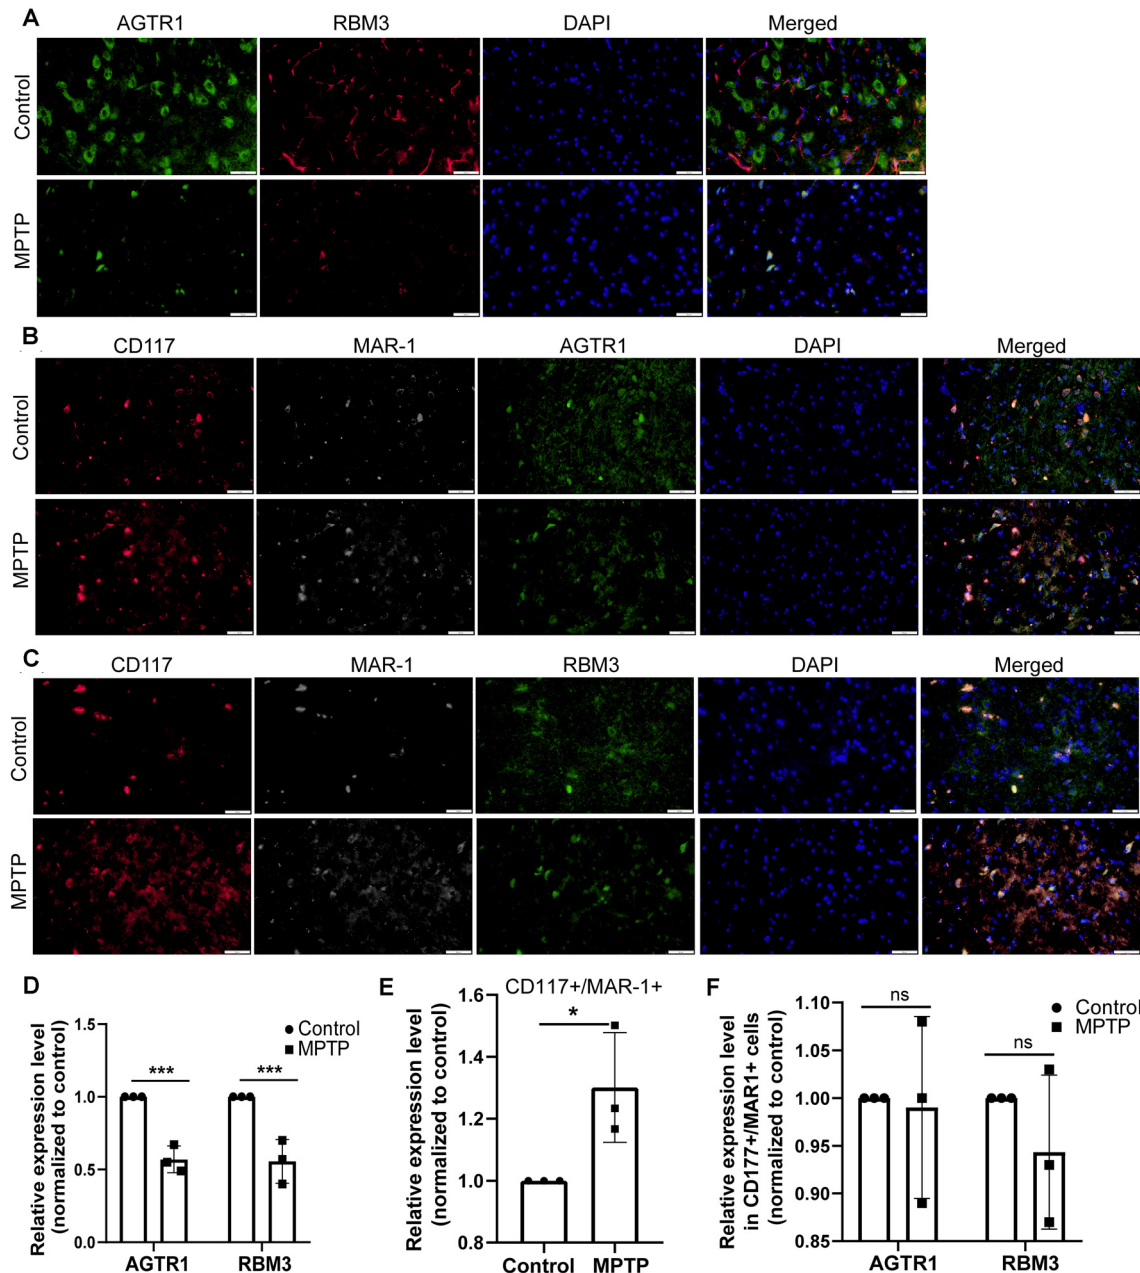 A
AGTR1 RBM3 DAPI Merged
Control
MPTP
B
CD117 MAR-1 AGTR1 DAPI Merged
Control
MPTP
C
CD117 MAR-1 RBM3 DAPI Merged
Control
MPTP
D
Relative expression level
(normalized to control)
1.5
1.0
0.5
0.0
Control
MPTP
*** ***
AGTR1 RBM3
E
CD117+/MAR-1+
Relative expression level
(normalized to control)
1.6
1.4
1.2
1.0
0.8
*
Control MPTP
F
Relative expression level
in CD177+/MAR1+ cells
(normalized to control)
1.10
1.05
1.00
0.95
0.90
0.85
ns
ns
Control
MPTP
AGTR1 RBM3